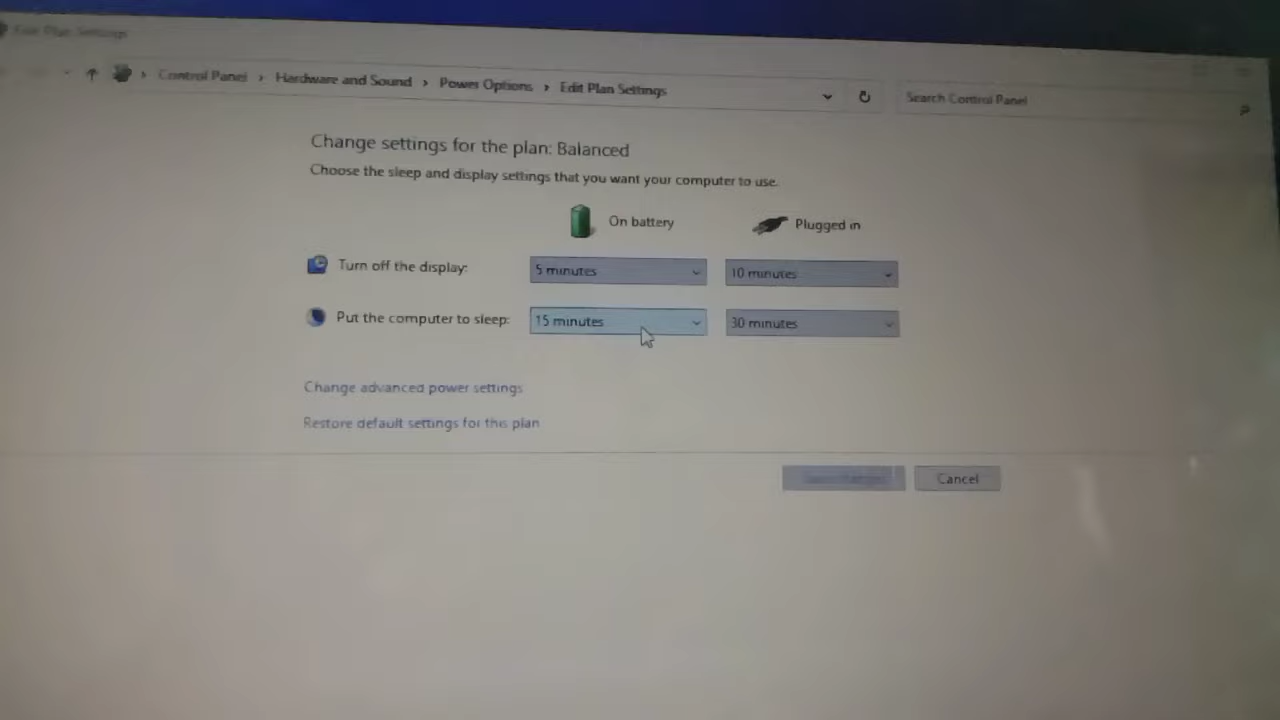 Edit Plan Settings
Control Panel › Hardware and Sound › Power Options › Edit Plan Settings
Search Control Panel
Change settings for the plan: Balanced
Choose the sleep and display settings that you want your computer to use.
On battery Plugged in
Turn off the display: 5 minutes 10 minutes
Put the computer to sleep: 15 minutes 30 minutes
Change advanced power settings
Restore default settings for this plan
Cancel